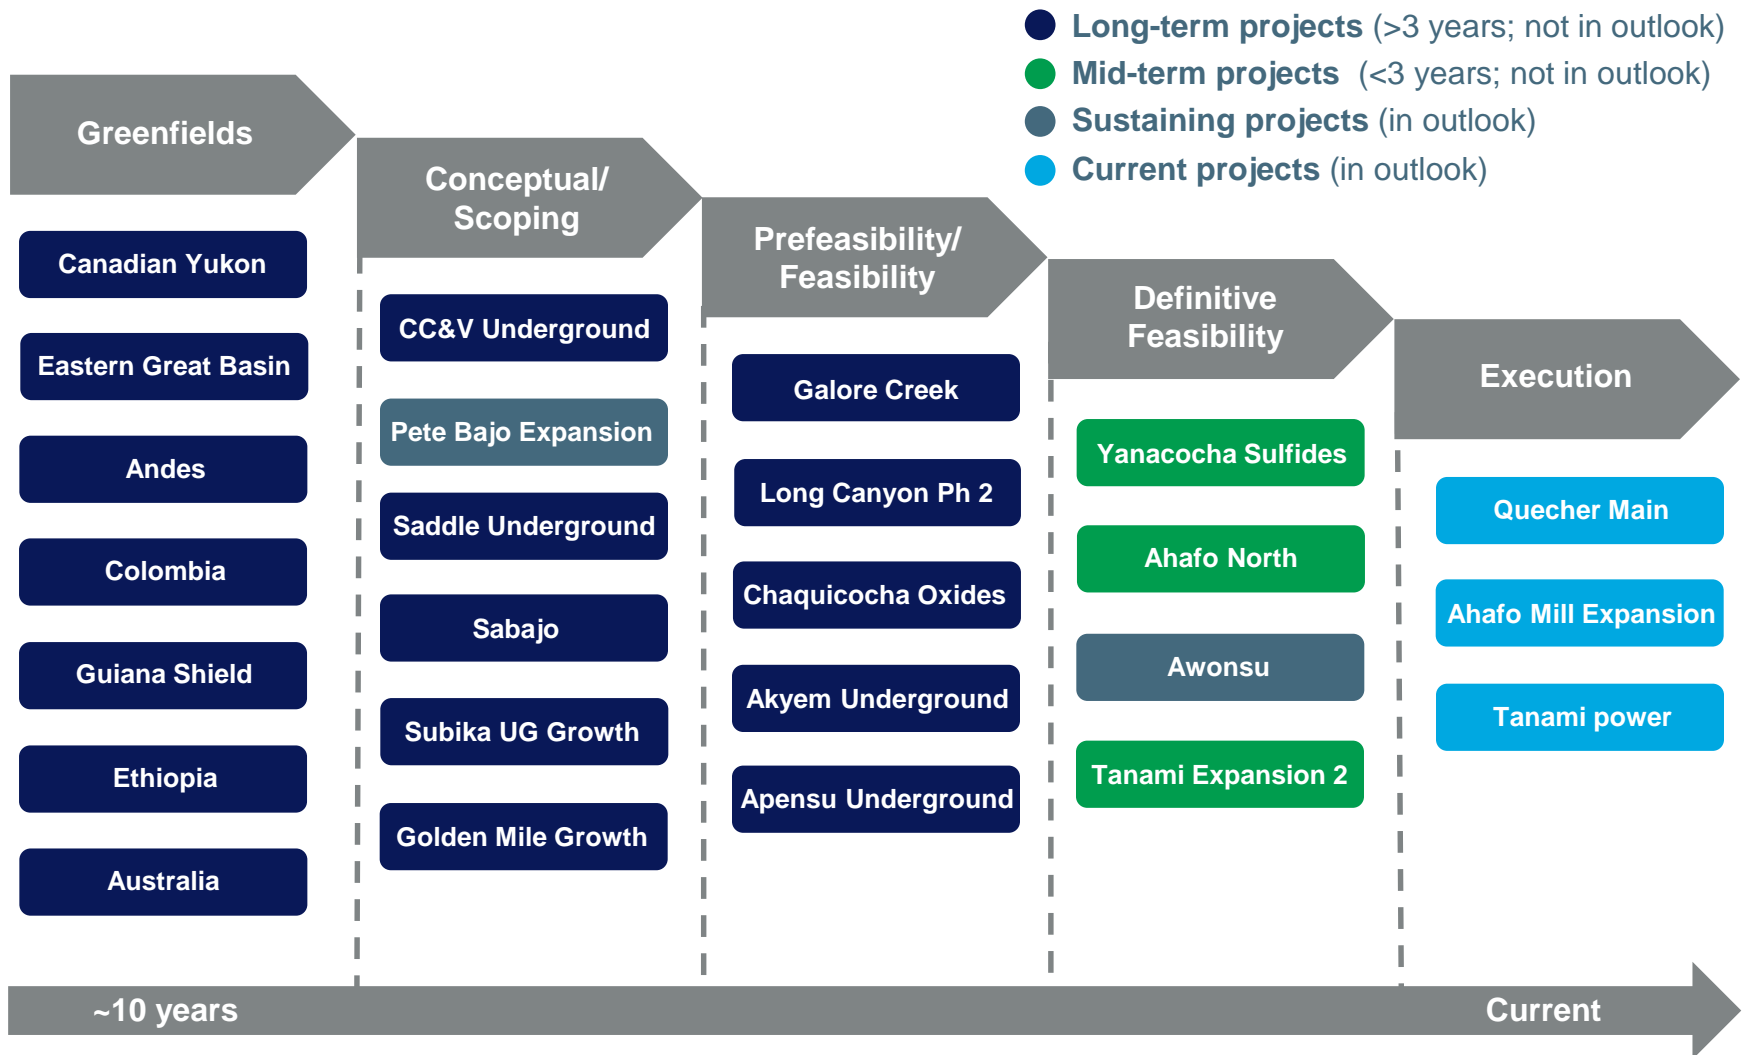 Long-term projects (>3 years; not in outlook)
Mid-term projects (<3 years; not in outlook)
Sustaining projects (in outlook)
Current projects (in outlook)
Greenfields
Canadian Yukon
Eastern Great Basin
Andes
Colombia
Guiana Shield
Ethiopia
Australia
Conceptual/
Scoping
CC&V Underground
Pete Bajo Expansion
Saddle Underground
Sabajo
Subika UG Growth
Golden Mile Growth
Prefeasibility/
Feasibility
Galore Creek
Long Canyon Ph 2
Chaquicocha Oxides
Akyem Underground
Apensu Underground
Definitive
Feasibility
Yanacocha Sulfides
Ahafo North
Awonsu
Tanami Expansion 2
Execution
Quecher Main
Ahafo Mill Expansion
Tanami power
~10 years
Current